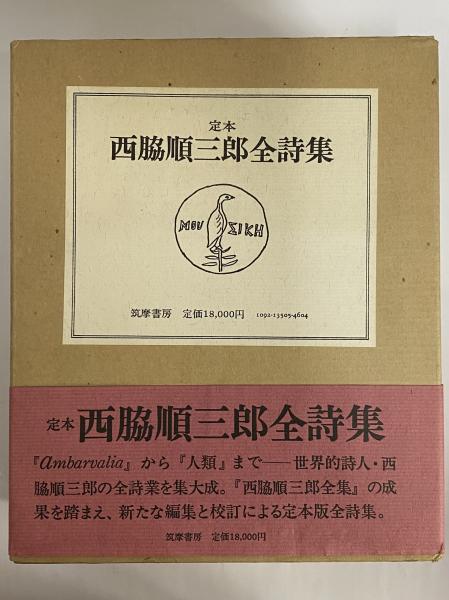 定本
西脇順三郎全詩集
ΜΟΥ ΣΙΚΗ
筑摩書房 定価18,000円 1092-13505-4604
定本 西脇順三郎全詩集
『Ambarvalia』から『人類』まで──世界的詩人・西
脇順三郎の全詩業を集大成。『西脇順三郎全集』の成
果を踏まえ、新たな編集と校訂による定本版全詩集。
筑摩書房 定価18,000円